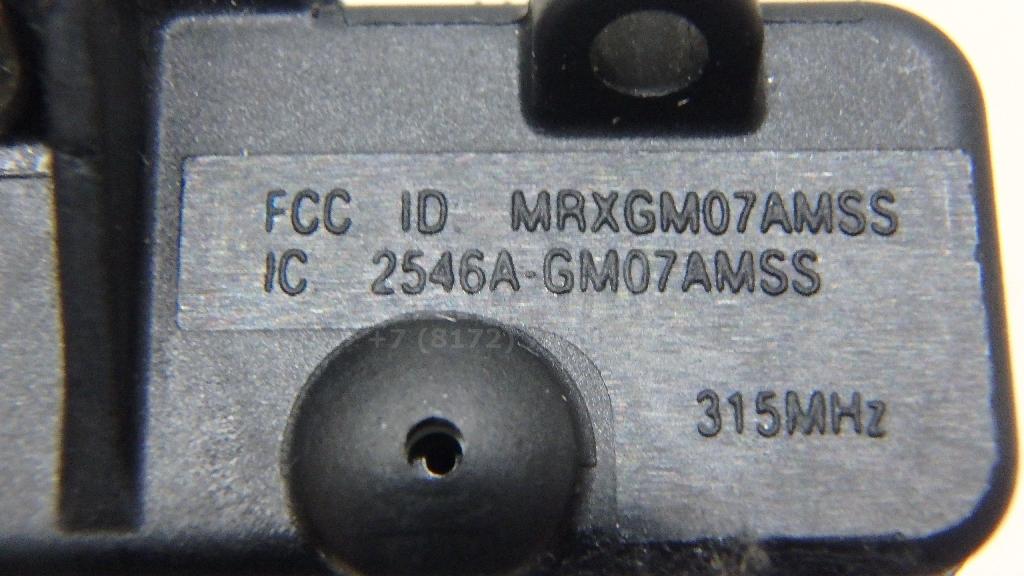 FCC ID MRXGM07AMSS
IC 2546A-GM07AMSS
+7 (8172)
315MHz